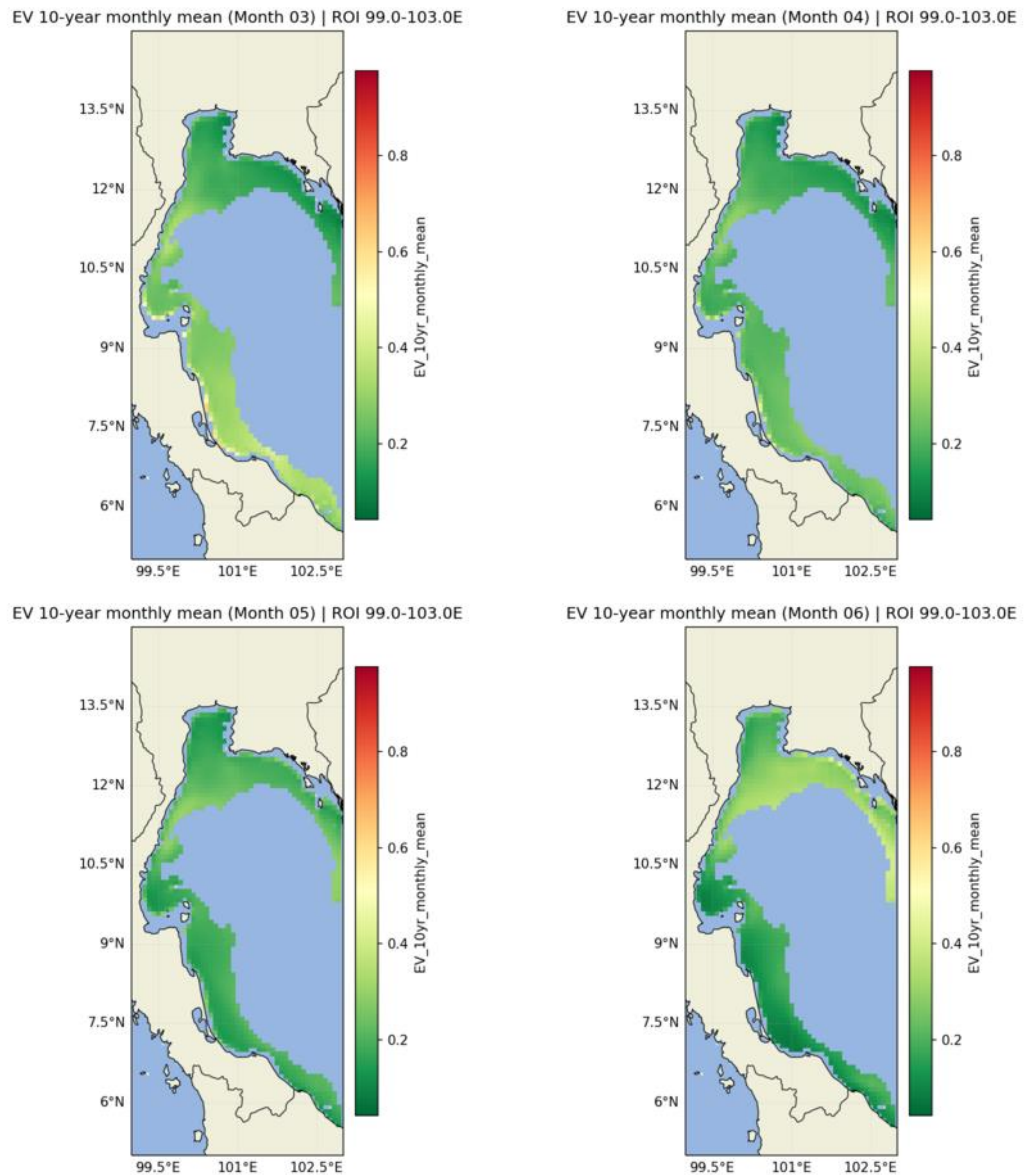 EV 10-year monthly mean (Month 03) | ROI 99.0-103.0E
13.5°N
12°N
10.5°N
9°N
7.5°N
6°N
99.5°E 101°E 102.5°E
0.8
0.6
0.4
0.2
EV_10yr_monthly_mean
EV 10-year monthly mean (Month 04) | ROI 99.0-103.0E
13.5°N
12°N
10.5°N
9°N
7.5°N
6°N
99.5°E 101°E 102.5°E
0.8
0.6
0.4
0.2
EV_10yr_monthly_mean
EV 10-year monthly mean (Month 05) | ROI 99.0-103.0E
13.5°N
12°N
10.5°N
9°N
7.5°N
6°N
99.5°E 101°E 102.5°E
0.8
0.6
0.4
0.2
EV_10yr_monthly_mean
EV 10-year monthly mean (Month 06) | ROI 99.0-103.0E
13.5°N
12°N
10.5°N
9°N
7.5°N
6°N
99.5°E 101°E 102.5°E
0.8
0.6
0.4
0.2
EV_10yr_monthly_mean